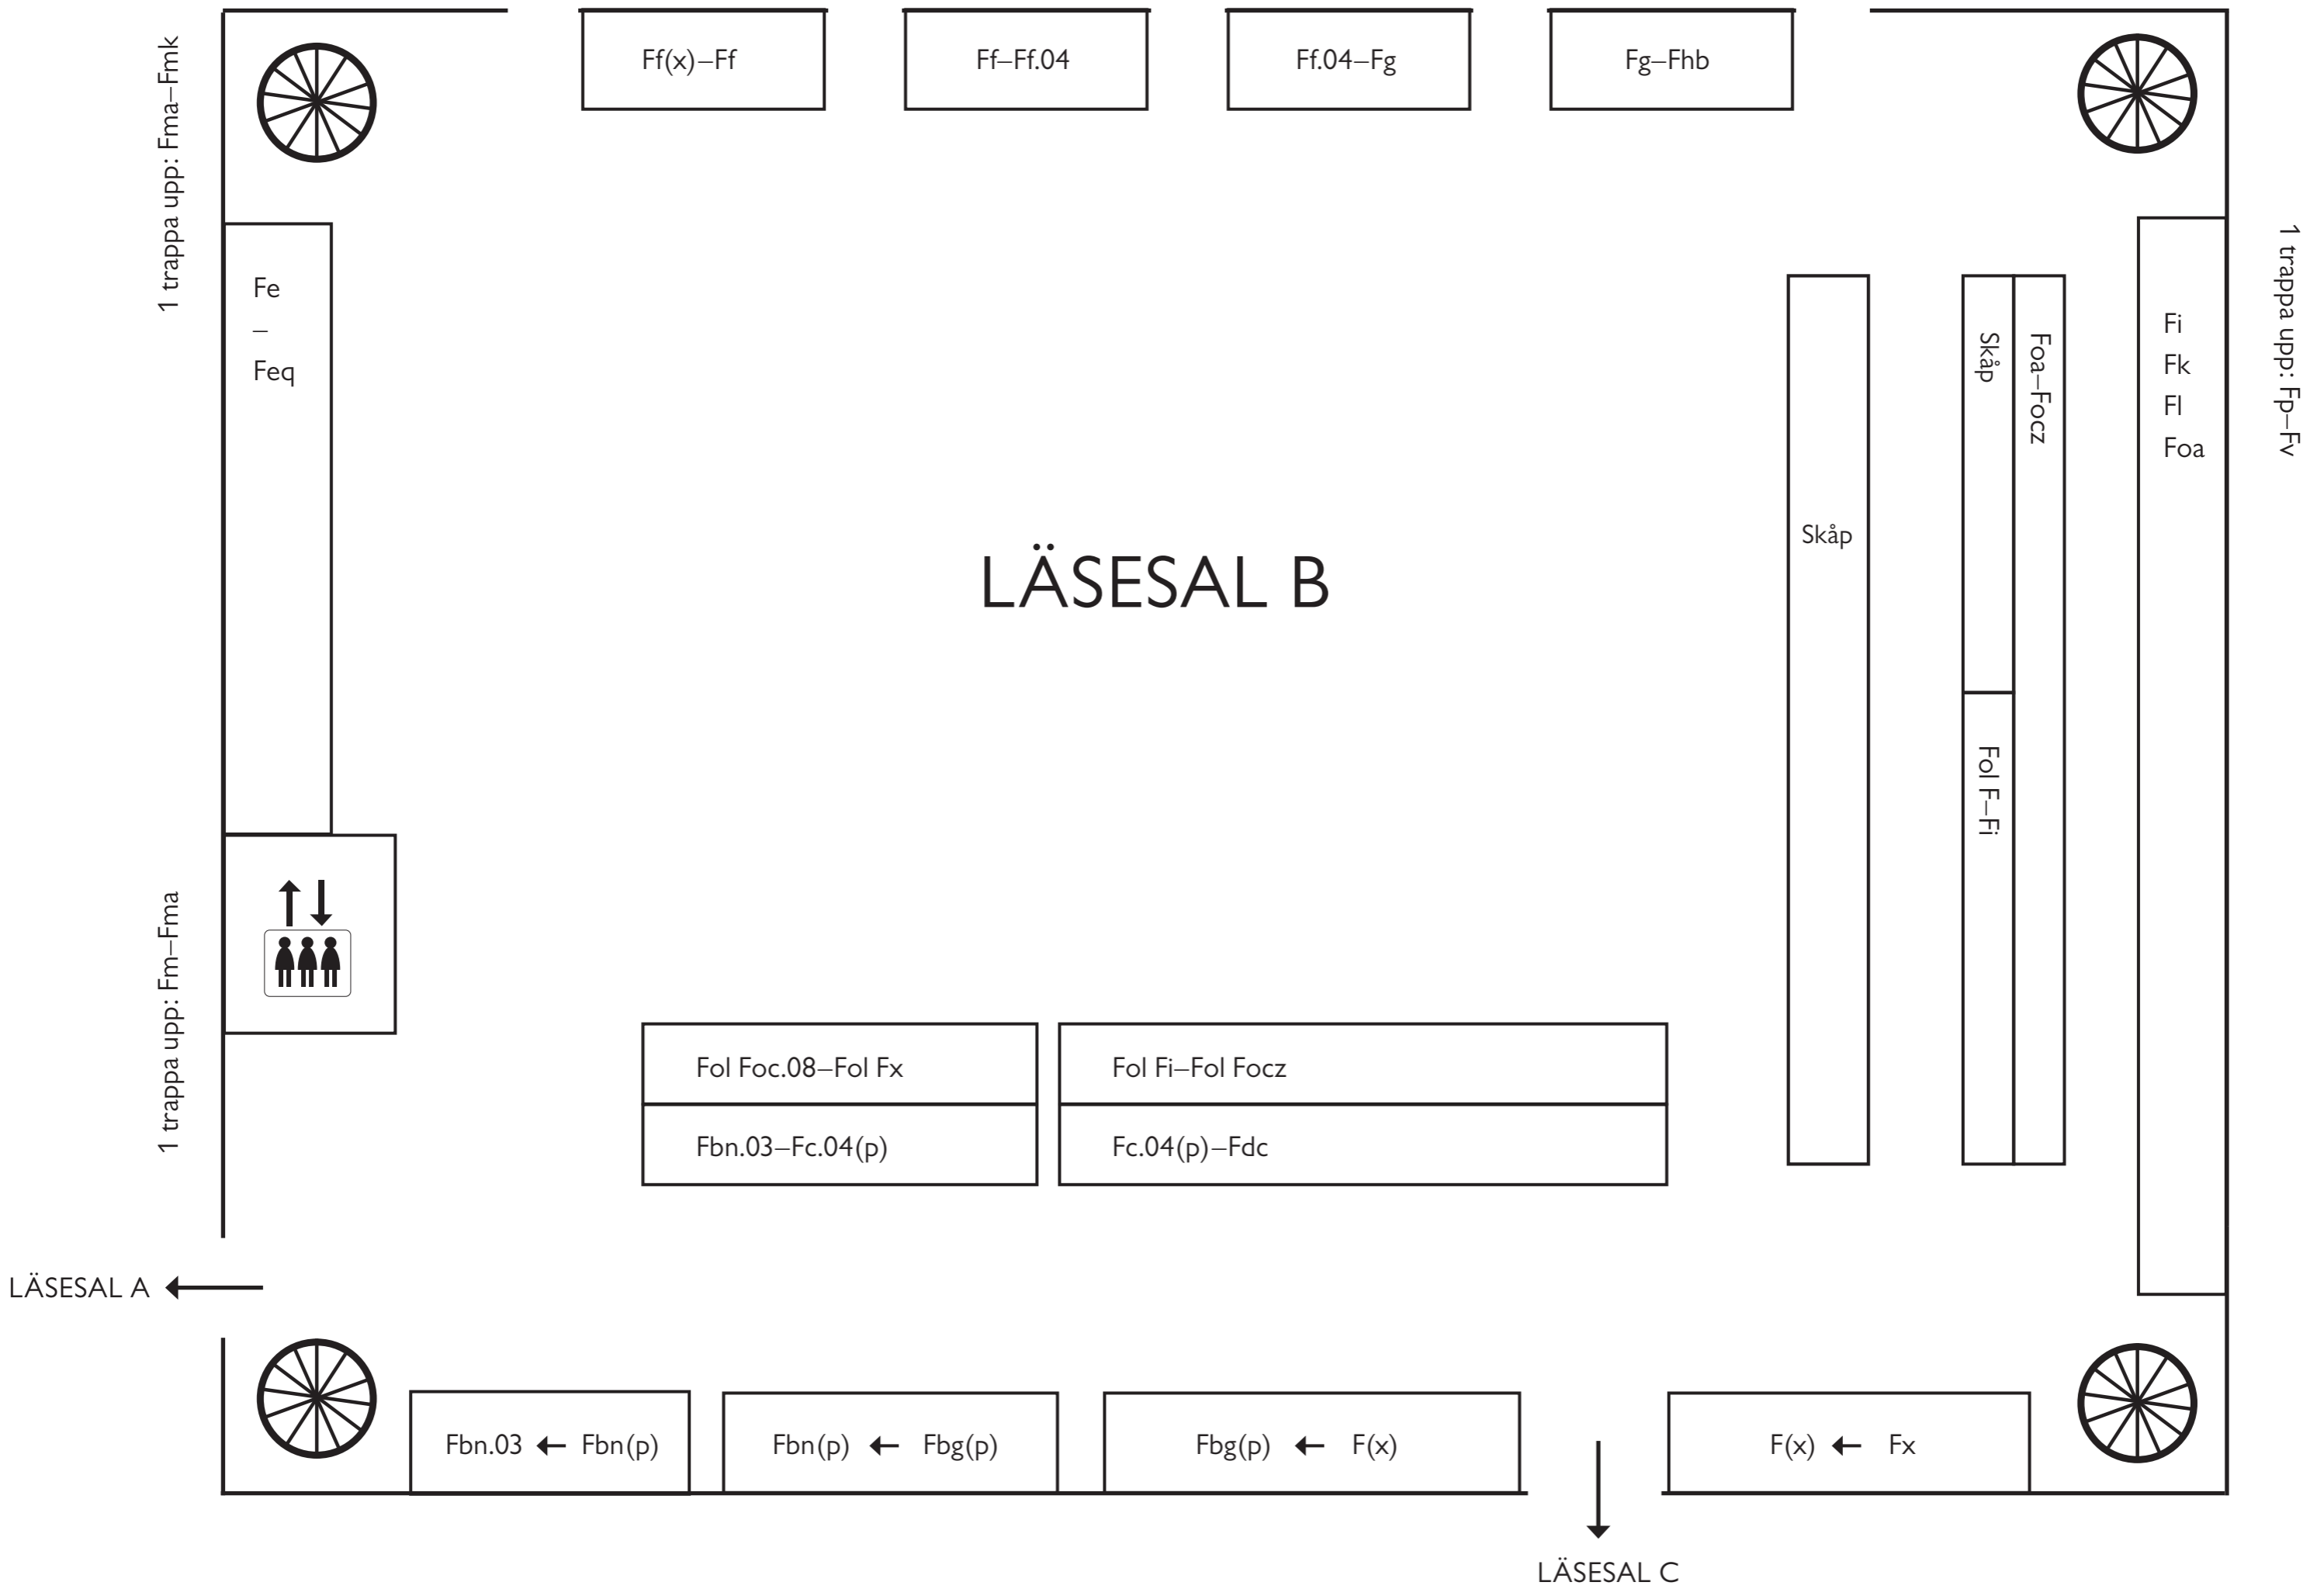 Ff(x)–Ff
Ff–Ff.04
Ff.04–Fg
Fg–Fhb
1 trappa upp: Fma–Fmk
Fe
–
Feq
1 trappa upp: Fm–Fma
LÄSESAL B
Skåp
Skåp
Foa–Focz
Fol F–Fi
Fi
Fk
Fl
Foa
1 trappa upp: Fp–Fv
Fol Foc.08–Fol Fx
Fol Fi–Fol Focz
Fbn.03–Fc.04(p)
Fc.04(p)–Fdc
LÄSESAL A
Fbn.03 ← Fbn(p)
Fbn(p) ← Fbg(p)
Fbg(p) ← F(x)
F(x) ← Fx
LÄSESAL C